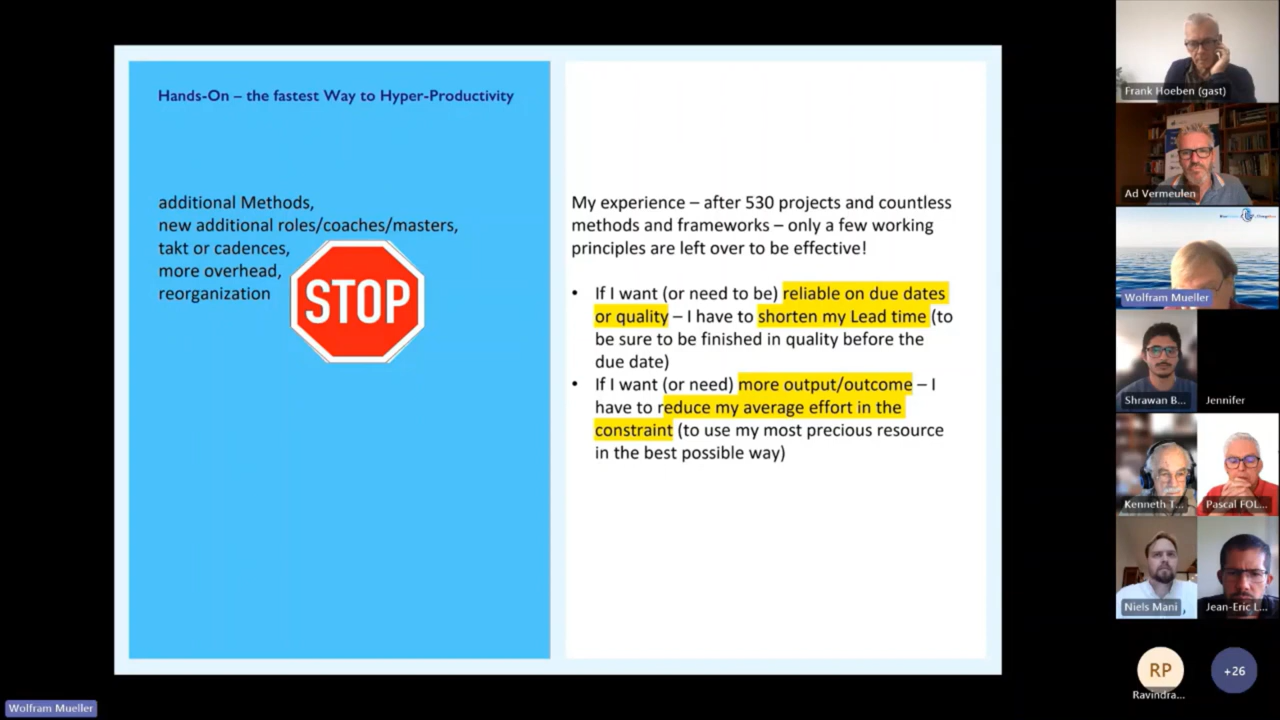 Hands-On – the fastest Way to Hyper-Productivity
additional Methods,
new additional roles/coaches/masters,
takt or cadences,
more overhead,
reorganization
STOP
My experience – after 530 projects and countless
methods and frameworks – only a few working
principles are left over to be effective!
• If I want (or need to be) reliable on due dates
or quality – I have to shorten my Lead time (to
be sure to be finished in quality before the
due date)
• If I want (or need) more output/outcome – I
have to reduce my average effort in the
constraint (to use my most precious resource
in the best possible way)
Frank Hoeben (gast)
Ad Vermeulen
Wolfram Mueller
Shrawan B...
Jennifer
Kenneth T...
Pascal FOL...
Niels Mani
Jean-Eric L...
RP
Ravindra...
+26
Wolfram Mueller